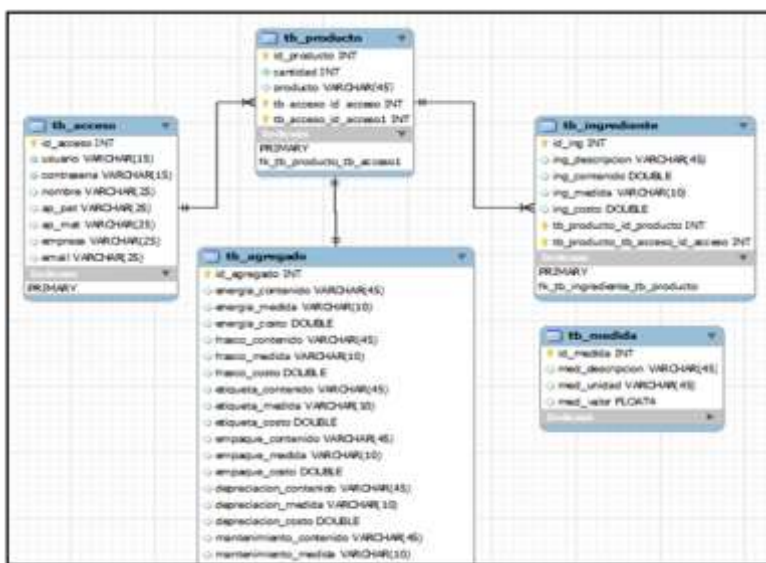 tb_producto
id_producto INT
cantidad INT
producto VARCHAR(45)
tb_acceso_id_acceso INT
tb_acceso_id_acceso1 INT
Indexes
PRIMARY
fk_tb_producto_tb_acceso1
tb_acceso
id_acceso INT
usuario VARCHAR(15)
contrasena VARCHAR(15)
nombre VARCHAR(25)
ap_pat VARCHAR(25)
ap_mat VARCHAR(25)
empresa VARCHAR(25)
email VARCHAR(25)
Indexes
PRIMARY
tb_ingrediente
id_ing INT
ing_descripcion VARCHAR(45)
ing_contenido DOUBLE
ing_medida VARCHAR(10)
ing_costo DOUBLE
tb_producto_id_producto INT
tb_producto_tb_acceso_id_acceso INT
Indexes
PRIMARY
fk_tb_ingrediente_tb_producto
tb_agregado
id_agregado INT
energia_contenido VARCHAR(45)
energia_medida VARCHAR(10)
energia_costo DOUBLE
frasco_contenido VARCHAR(45)
frasco_medida VARCHAR(10)
frasco_costo DOUBLE
etiqueta_contenido VARCHAR(45)
etiqueta_medida VARCHAR(10)
etiqueta_costo DOUBLE
empaque_contenido VARCHAR(45)
empaque_medida VARCHAR(10)
empaque_costo DOUBLE
depreciacion_contenido VARCHAR(45)
depreciacion_medida VARCHAR(10)
depreciacion_costo DOUBLE
mantenimiento_contenido VARCHAR(45)
mantenimiento_medida VARCHAR(10)
tb_medida
id_medida INT
med_descripcion VARCHAR(45)
med_unidad VARCHAR(45)
med_valor FLOAT4
Indexes